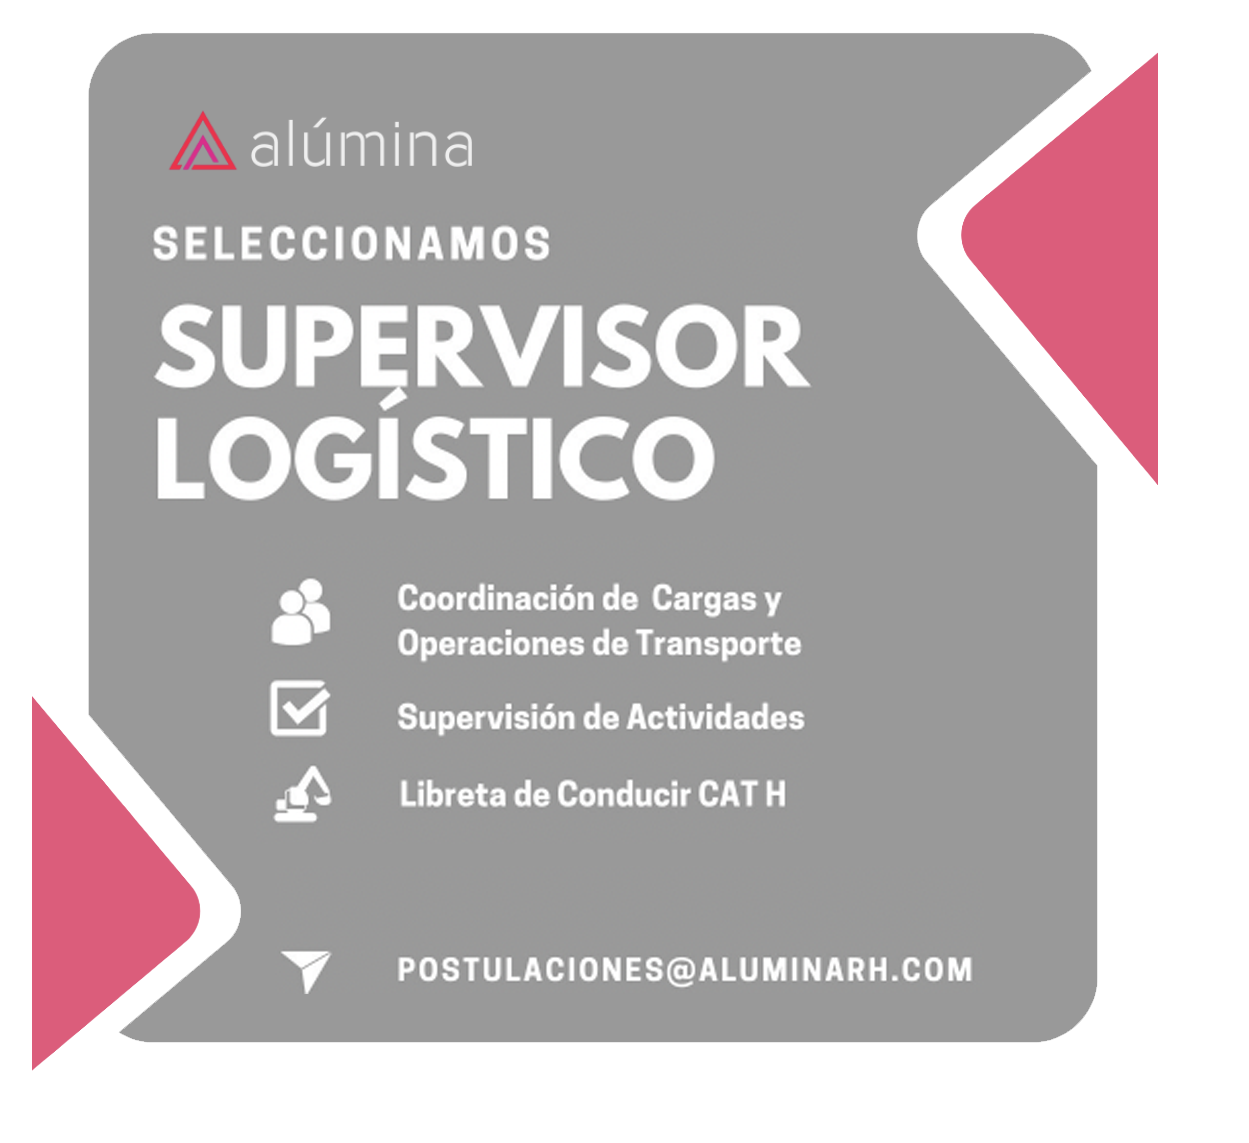 alúmina
SELECCIONAMOS
SUPERVISOR
LOGÍSTICO
Coordinación de Cargas y
Operaciones de Transporte
Supervisión de Actividades
Libreta de Conducir CAT H
POSTULACIONES@ALUMINARH.COM